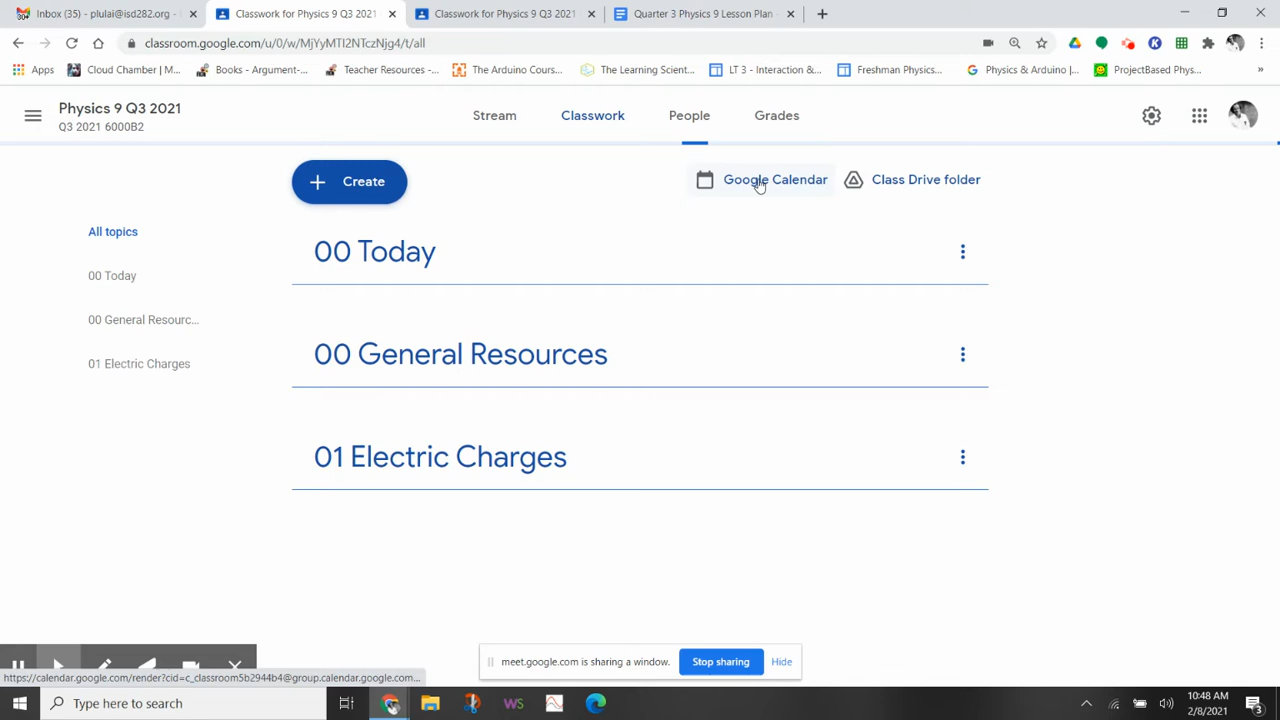 Inbox (35) - plulai@isd282.org -
Classwork for Physics 9 Q3 2021
Classwork for Physics 9 Q3 2021
Quarter 3 Physics 9 Lesson Plan -
classroom.google.com/u/0/w/MjYyMTI2NTczNjg4/t/all
Apps
Cloud Chamber | M...
Books - Argument-...
Teacher Resources -...
The Arduino Cours...
The Learning Scient...
LT 3 - Interaction &...
Freshman Physics...
Physics & Arduino |...
ProjectBased Phys...
»
Physics 9 Q3 2021
Q3 2021 6000B2
Stream
Classwork
People
Grades
Create
Google Calendar
Class Drive folder
All topics
00 Today
00 General Resourc...
01 Electric Charges
00 Today
00 General Resources
01 Electric Charges
meet.google.com is sharing a window.
Stop sharing
Hide
https://calendar.google.com/render?cid=c_classroom5b2944b4@group.calendar.google.com...
Type here to search
WS
10:48 AM
2/8/2021
3